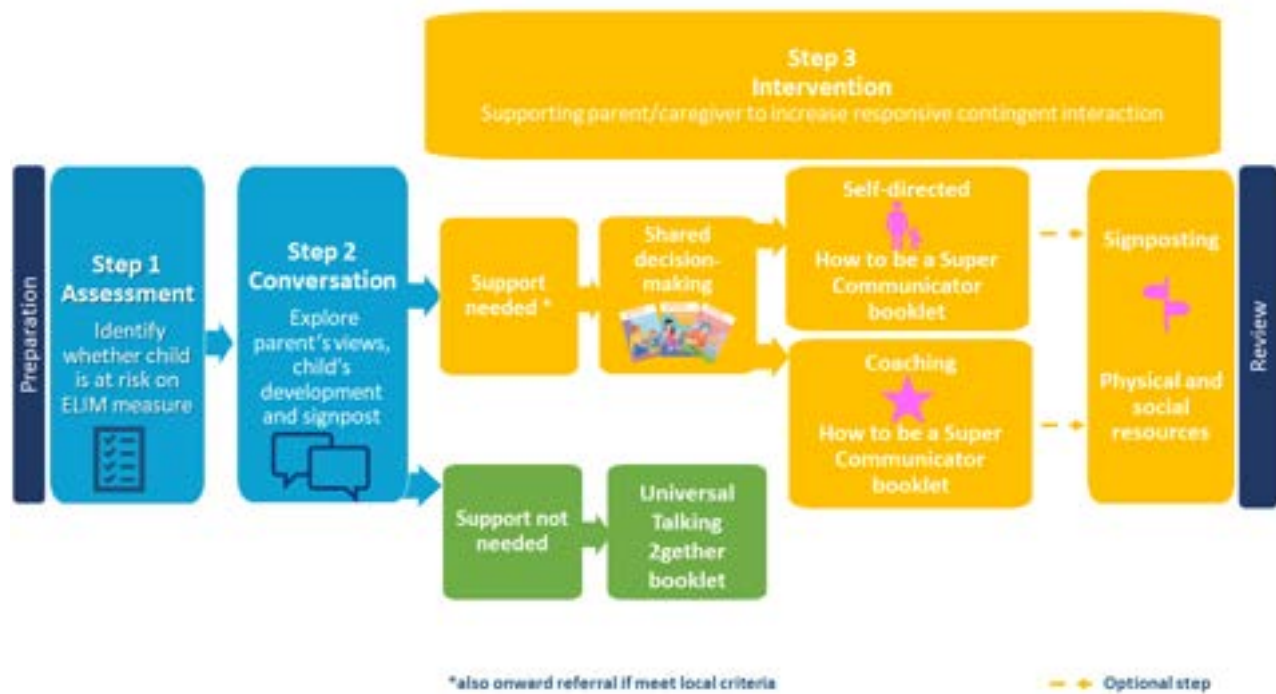 Step 3
Intervention
Supporting parent/caregiver to increase responsive contingent interaction
Preparation
Step 1
Assessment
Identify
whether child
is at risk on
ELIM measure
Step 2
Conversation
Explore
parent's views,
child's
development
and signpost
Support
needed *
Shared
decision-
making
Self-directed
How to be a Super
Communicator
booklet
Coaching
How to be a Super
Communicator
booklet
Signposting
Physical and
social
resources
Review
Support not
needed
Universal
Talking
2gether
booklet
*also onward referral if meet local criteria
Optional step